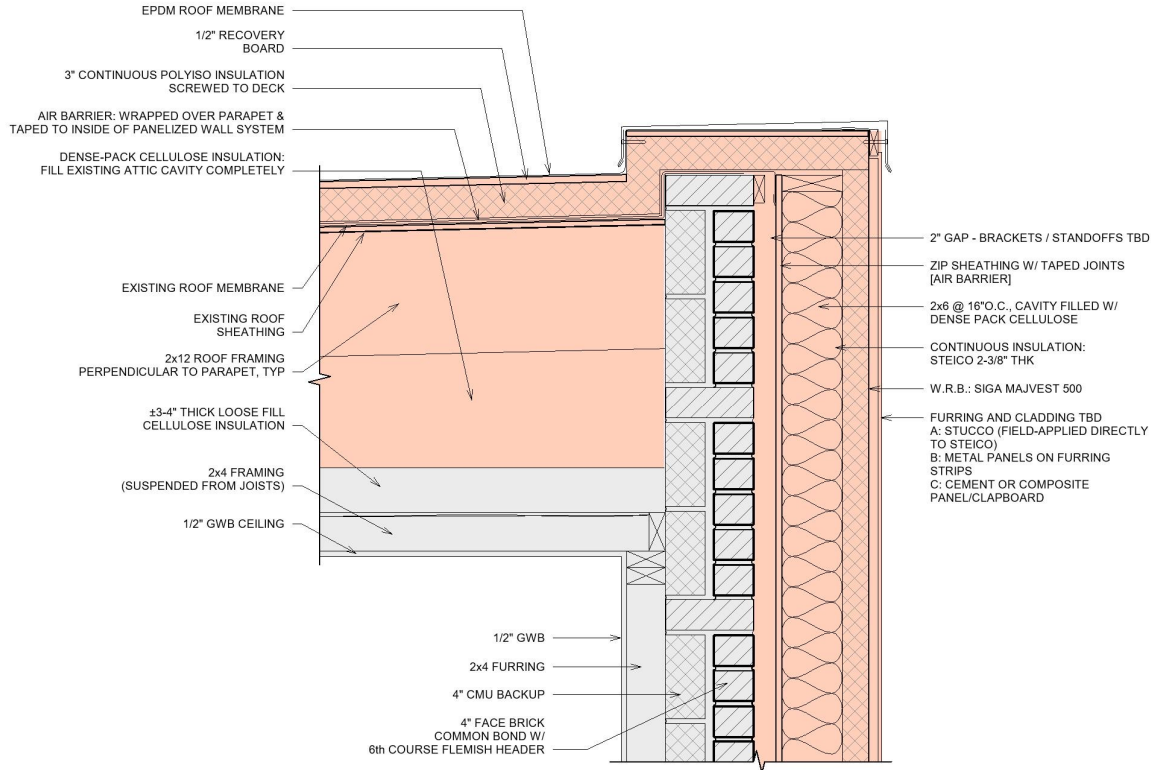 EPDM ROOF MEMBRANE
1/2" RECOVERY
BOARD
3" CONTINUOUS POLYISO INSULATION
SCREWED TO DECK
AIR BARRIER: WRAPPED OVER PARAPET &
TAPED TO INSIDE OF PANELIZED WALL SYSTEM
DENSE-PACK CELLULOSE INSULATION:
FILL EXISTING ATTIC CAVITY COMPLETELY
EXISTING ROOF MEMBRANE
EXISTING ROOF
SHEATHING
2x12 ROOF FRAMING
PERPENDICULAR TO PARAPET, TYP
±3-4" THICK LOOSE FILL
CELLULOSE INSULATION
2x4 FRAMING
(SUSPENDED FROM JOISTS)
1/2" GWB CEILING
1/2" GWB
2x4 FURRING
4" CMU BACKUP
4" FACE BRICK
COMMON BOND W/
6th COURSE FLEMISH HEADER
2" GAP - BRACKETS / STANDOFFS TBD
ZIP SHEATHING W/ TAPED JOINTS
[AIR BARRIER]
2x6 @ 16"O.C., CAVITY FILLED W/
DENSE PACK CELLULOSE
CONTINUOUS INSULATION:
STEICO 2-3/8" THK
W.R.B.: SIGA MAJVEST 500
FURRING AND CLADDING TBD
A: STUCCO (FIELD-APPLIED DIRECTLY
TO STEICO)
B: METAL PANELS ON FURRING
STRIPS
C: CEMENT OR COMPOSITE
PANEL/CLAPBOARD